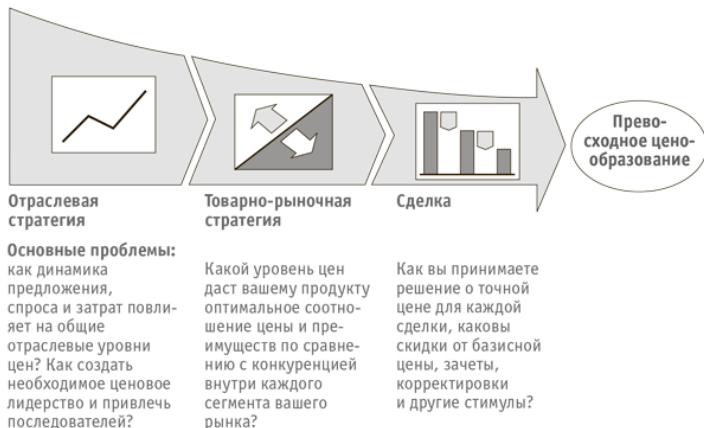 Прево-
сходное цено-
образование
Отраслевая
стратегия
Основные проблемы:
как динамика
предложения,
спроса и затрат повли-
яет на общие
отраслевые уровни
цен? Как создать
необходимое ценовое
лидерство и привлечь
последователей?
Товарно-рыночная
стратегия
Какой уровень цен
даст вашему продукту
оптимальное соотно-
шение цены и пре-
имуществ по сравне-
нию с конкуренцией
внутри каждого
сегмента вашего
рынка?
Сделка
Как вы принимаете
решение о точной
цене для каждой
сделки, каковы
скидки от базисной
цены, зачеты,
корректировки
и другие стимулы?